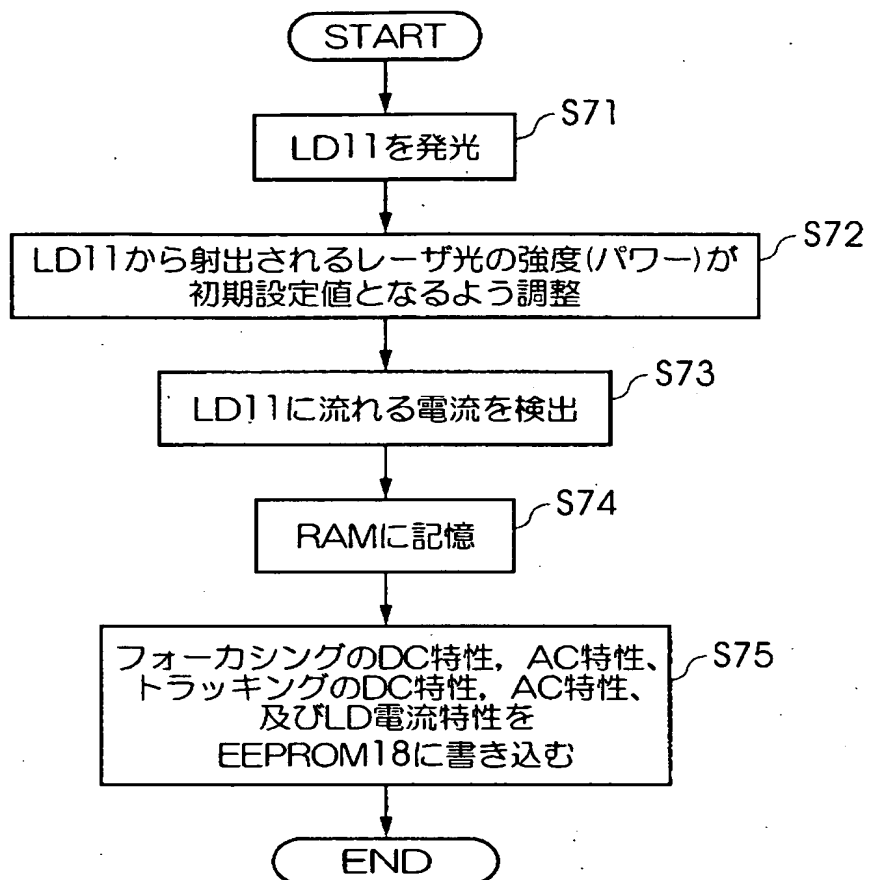 START
S71
LD11を発光
S72
LD11から射出されるレーザ光の強度(パワー)が
初期設定値となるよう調整
S73
LD11に流れる電流を検出
S74
RAMに記憶
S75
フォーカシングのDC特性, AC特性、
トラッキングのDC特性, AC特性、
及びLD電流特性を
EEPROM18に書き込む
END